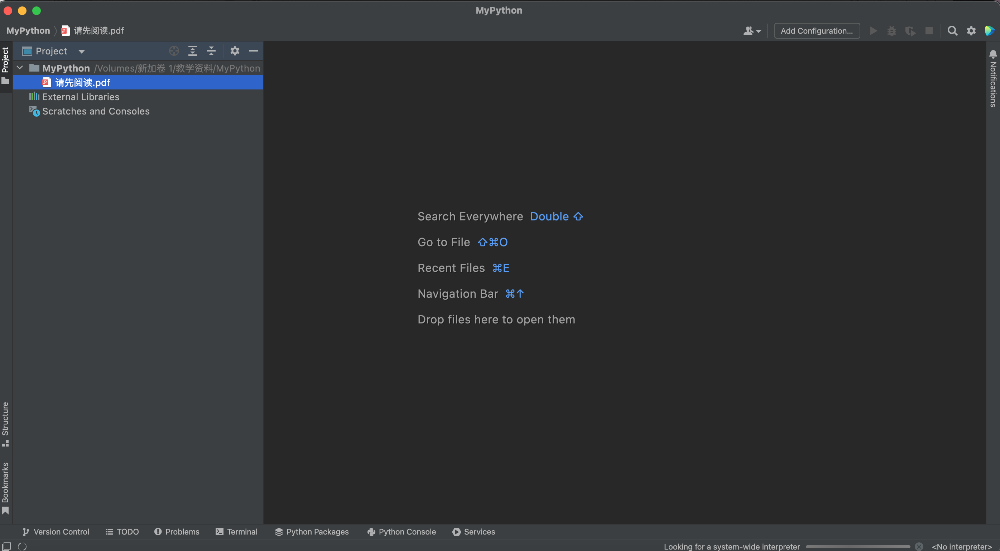 MyPython
MyPython 请先阅读.pdf
Add Configuration...
Project
Project
MyPython /Volumes/新加卷 1/教学资料/MyPython
请先阅读.pdf
External Libraries
Scratches and Consoles
Search Everywhere Double ⇧
Go to File ⇧⌘O
Recent Files ⌘E
Navigation Bar ⌘↑
Drop files here to open them
Notifications
Structure
Bookmarks
Version Control TODO Problems Terminal Python Packages Python Console Services
Looking for a system-wide interpreter <No interpreter>